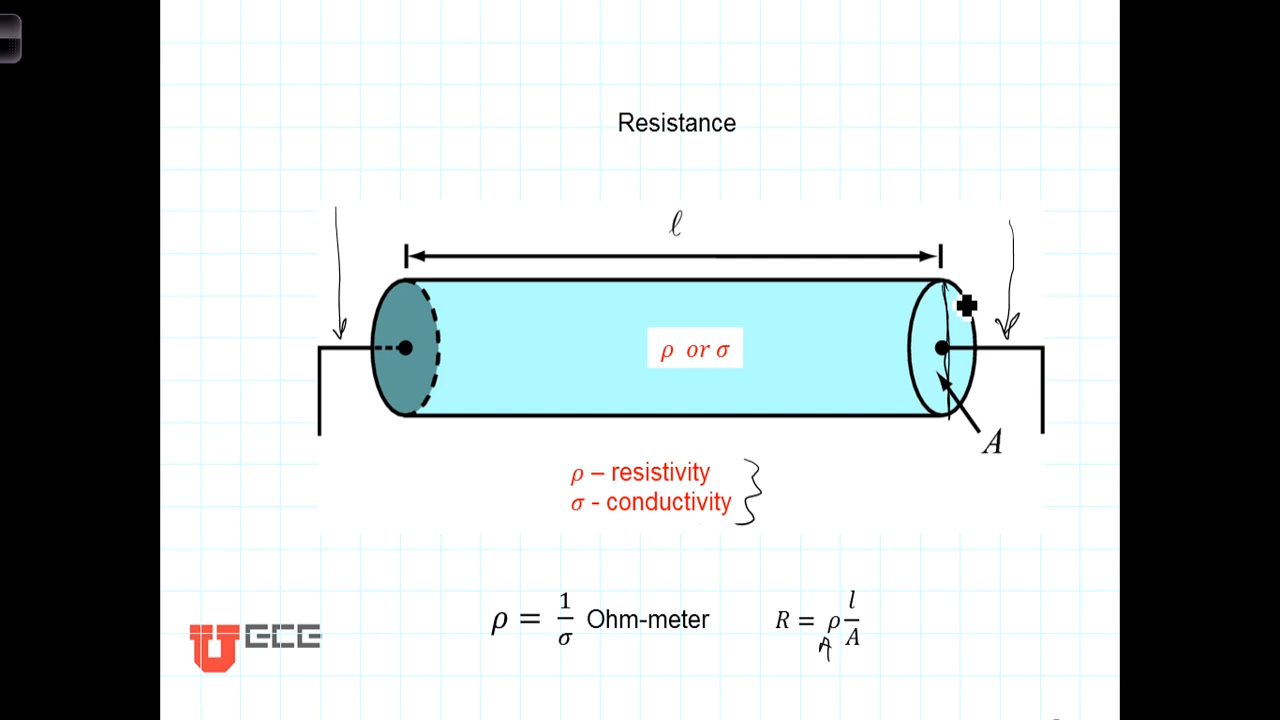 Resistance
ℓ
ρ or σ
A
ρ – resistivity
σ - conductivity
ρ = 1/σ Ohm-meter
R = ρ l/A
A
U ECE